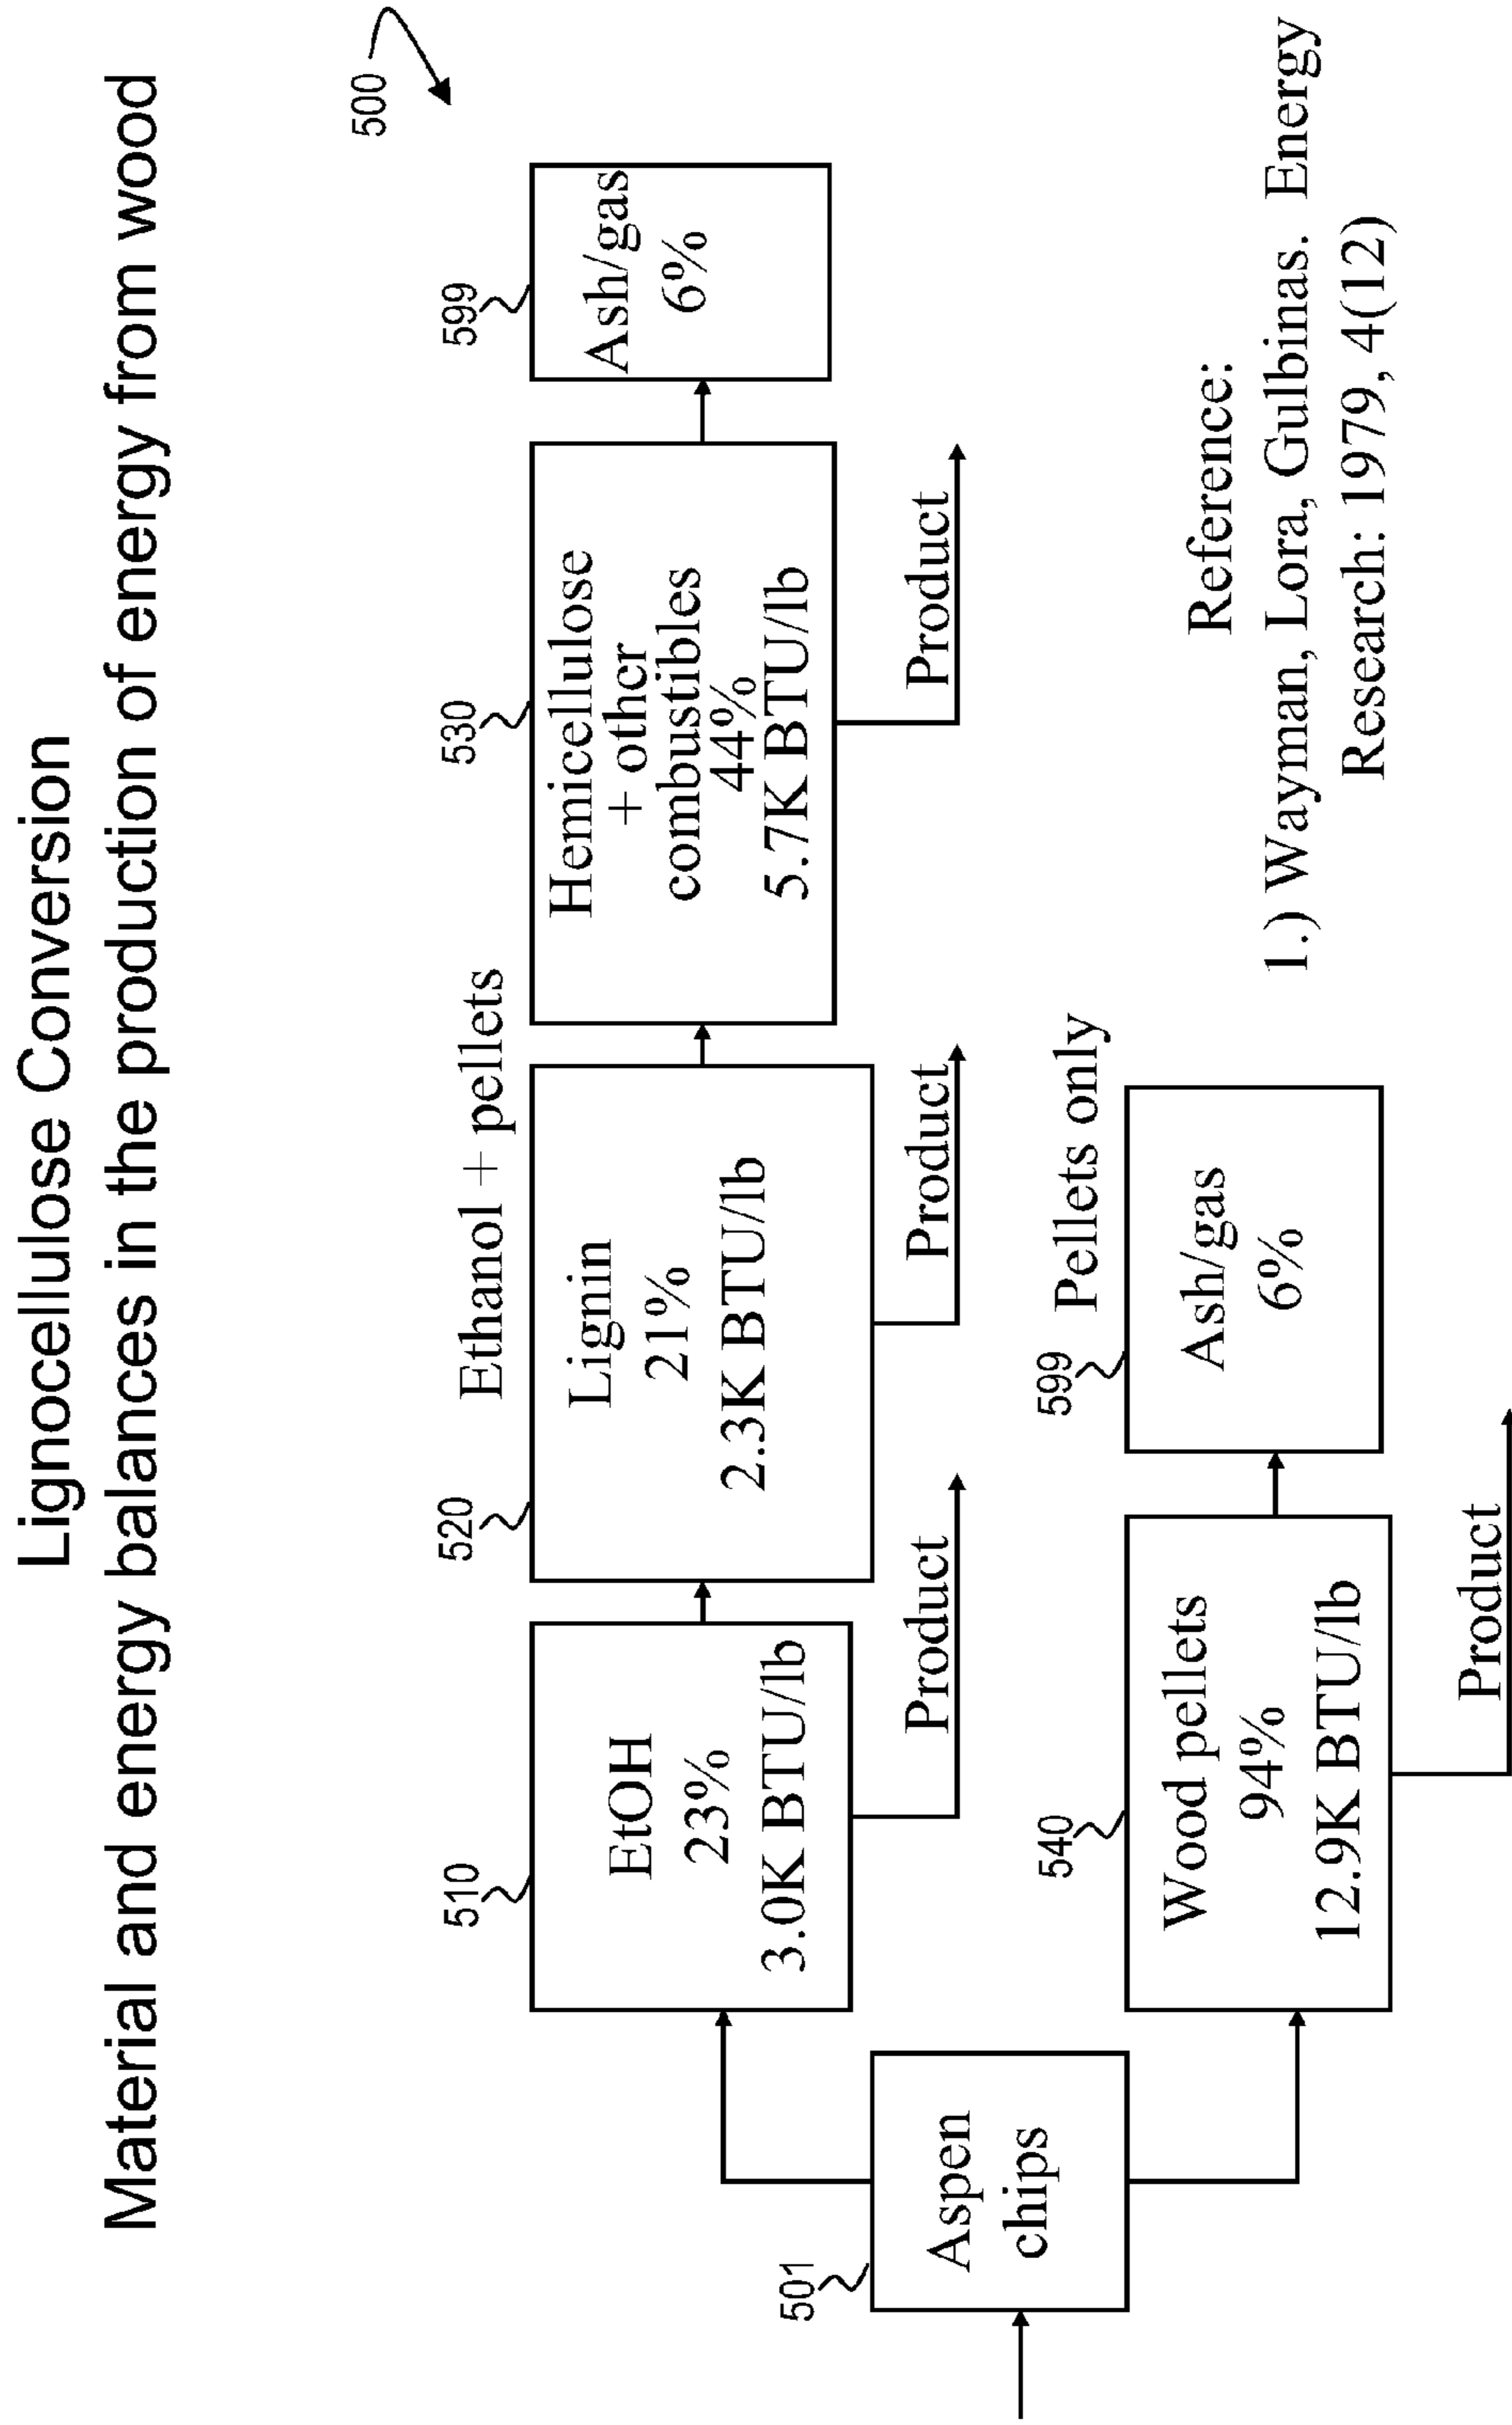 Lignocellulose Conversion
Material and energy balances in the production of energy from wood
500
Ethanol + pellets
510
EtOH
23%
3.0K BTU/lb
Product
520
Lignin
21%
2.3K BTU/lb
Product
530
Hemicellulose
+ other
combustibles
44%
5.7K BTU/lb
Product
599
Ash/gas
6%
501
Aspen
chips
Pellets only
540
Wood pellets
94%
12.9K BTU/lb
Product
599
Ash/gas
6%
Reference:
1.) Wayman, Lora, Gulbinas. Energy
Research: 1979, 4(12)